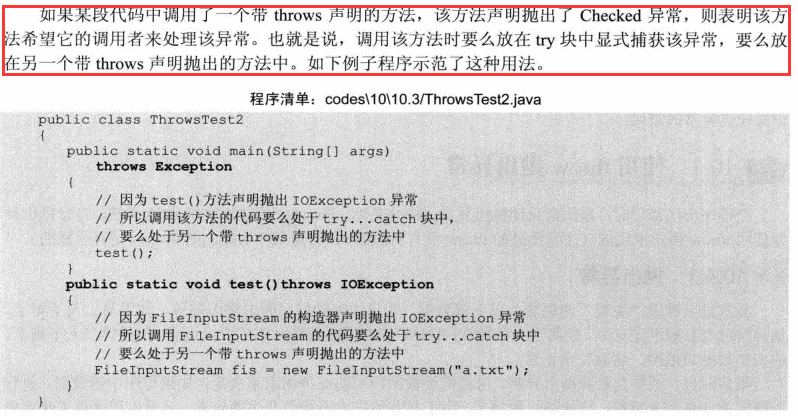 如果某段代码中调用了一个带 throws 声明的方法，该方法声明抛出了 Checked 异常，则表明该方
法希望它的调用者来处理该异常。也就是说，调用该方法时要么放在 try 块中显式捕获该异常，要么放
在另一个带 throws 声明抛出的方法中。如下例子程序示范了这种用法。
程序清单：codes\10\10.3/ThrowsTest2.java
public class ThrowsTest2
{
public static void main(String[] args)
throws Exception
{
// 因为 test()方法声明抛出 IOException 异常
// 所以调用该方法的代码要么处于 try...catch 块中，
// 要么处于另一个带 throws 声明抛出的方法中
test();
}
public static void test()throws IOException
{
// 因为 FileInputStream 的构造器声明抛出 IOException 异常
// 所以调用 FileInputStream 的代码要么处于 try...catch 块中
// 要么处于另一个带 throws 声明抛出的方法中
FileInputStream fis = new FileInputStream("a.txt");
}
}